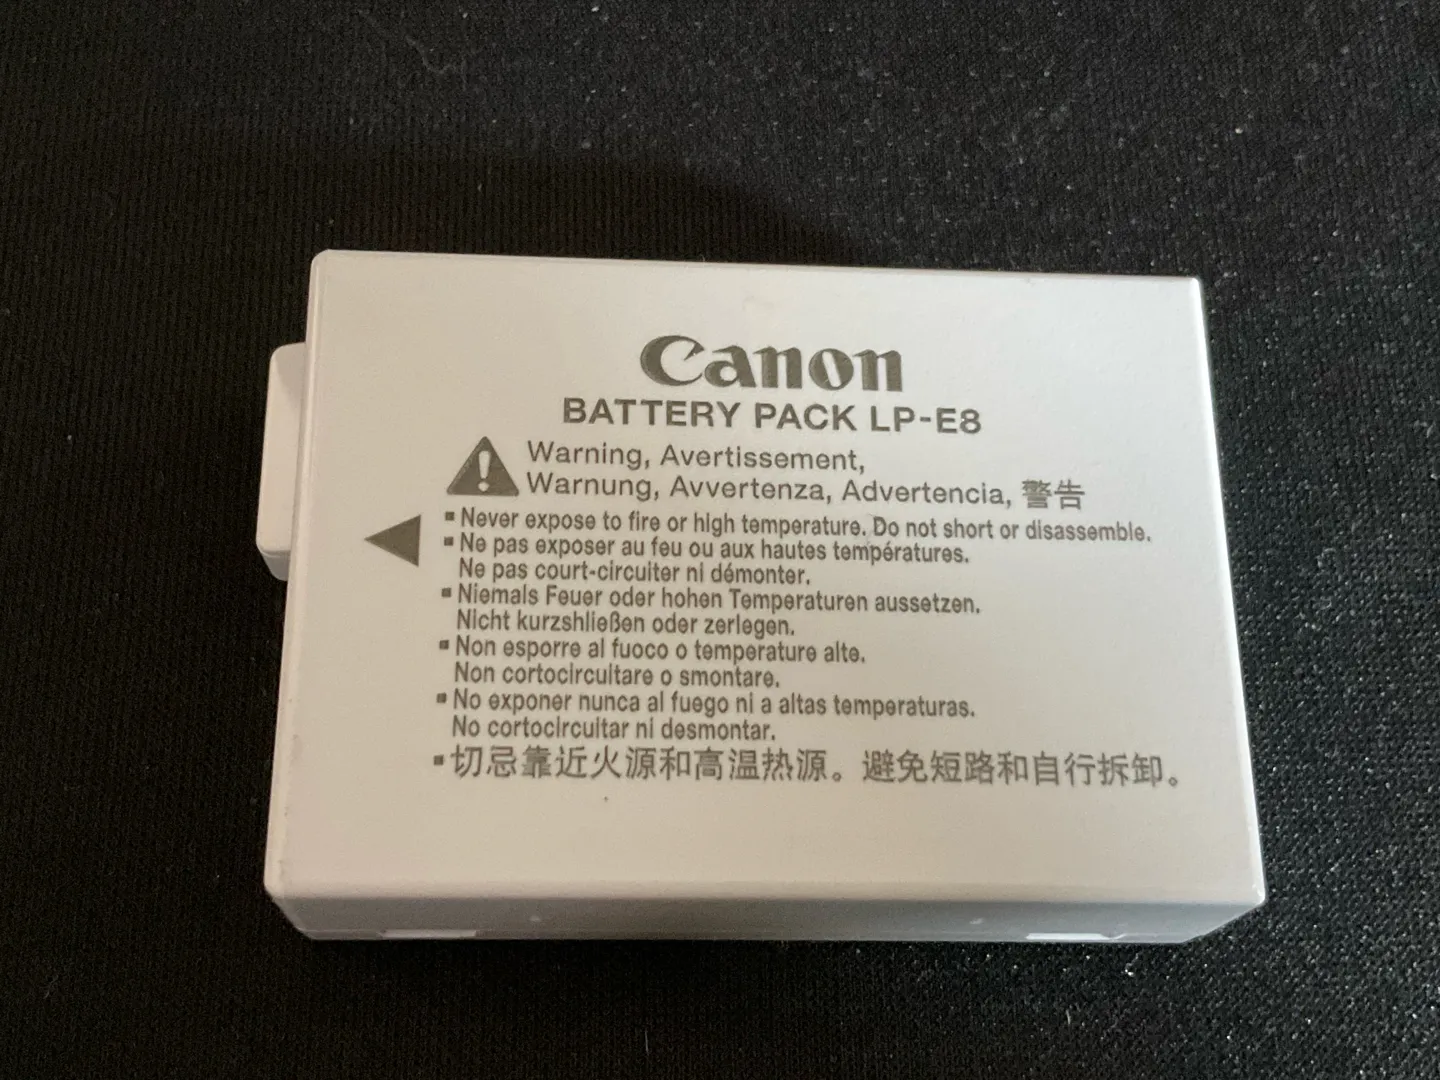 Canon
BATTERY PACK LP-E8
Warning, Avertissement,
Warnung, Avvertenza, Advertencia, 警告
▪ Never expose to fire or high temperature. Do not short or disassemble.
▪ Ne pas exposer au feu ou aux hautes températures.
Ne pas court-circuiter ni démonter.
▪ Niemals Feuer oder hohen Temperaturen aussetzen.
Nicht kurzshließen oder zerlegen.
▪ Non esporre al fuoco o temperature alte.
Non cortocircuitare o smontare.
▪ No exponer nunca al fuego ni a altas temperaturas.
No cortocircuitar ni desmontar.
▪ 切忌靠近火源和高温热源。避免短路和自行拆卸。